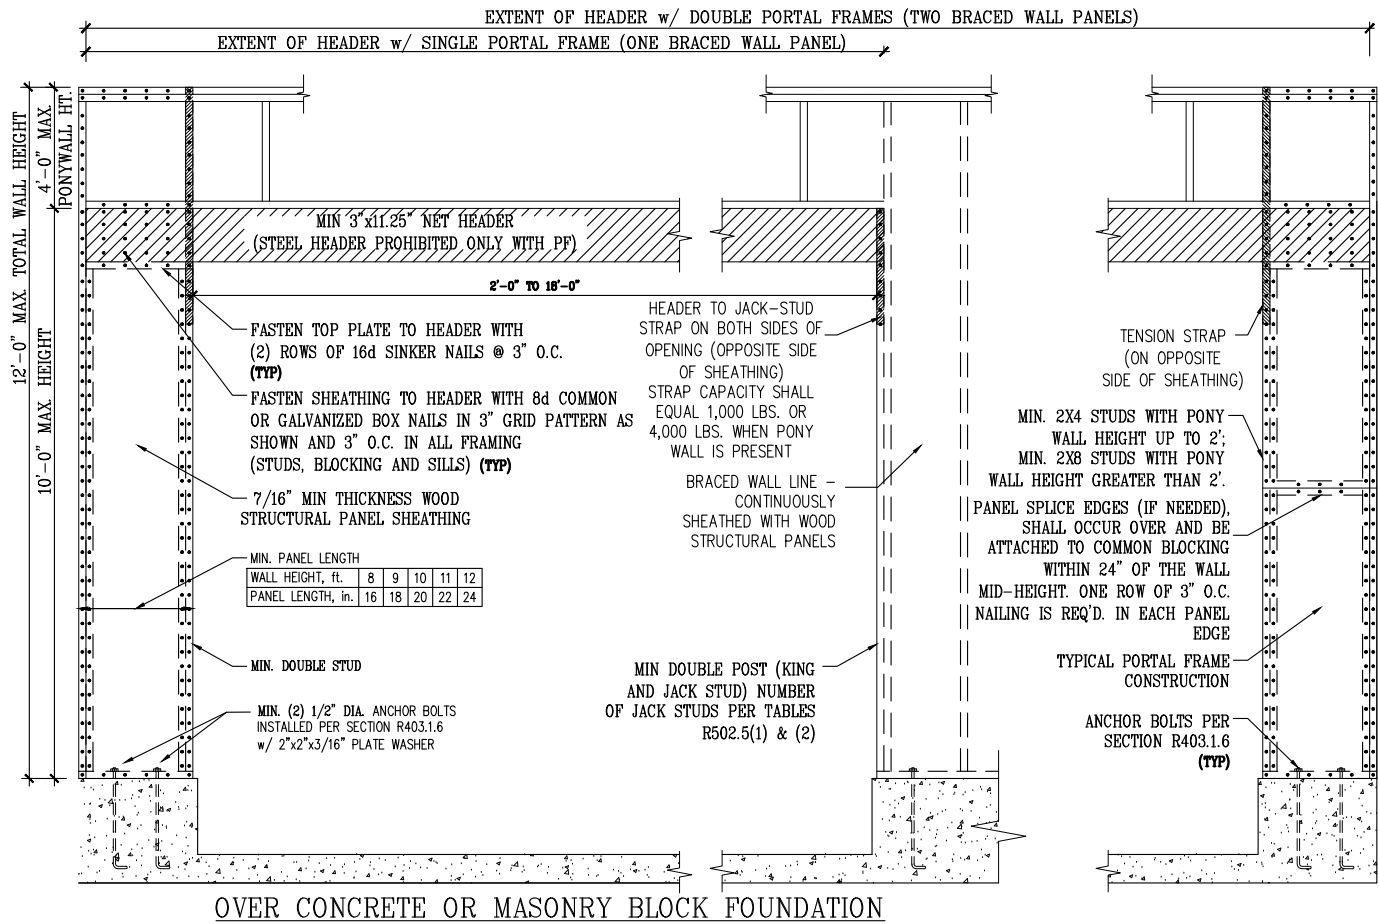 EXTENT OF HEADER w/ DOUBLE PORTAL FRAMES (TWO BRACED WALL PANELS)
EXTENT OF HEADER w/ SINGLE PORTAL FRAME (ONE BRACED WALL PANEL)
12'-0" MAX. TOTAL WALL HEIGHT
4'-0" MAX.
PONYWALL HT.
10'-0" MAX. HEIGHT
MIN 3"x11.25" NET HEADER
(STEEL HEADER PROHIBITED ONLY WITH PF)
2'-0" TO 18'-0"
FASTEN TOP PLATE TO HEADER WITH
(2) ROWS OF 16d SINKER NAILS @ 3" O.C.
(TYP)
FASTEN SHEATHING TO HEADER WITH 8d COMMON
OR GALVANIZED BOX NAILS IN 3" GRID PATTERN AS
SHOWN AND 3" O.C. IN ALL FRAMING
(STUDS, BLOCKING AND SILLS) (TYP)
7/16" MIN THICKNESS WOOD
STRUCTURAL PANEL SHEATHING
MIN. PANEL LENGTH
WALL HEIGHT, ft. 8 9 10 11 12
PANEL LENGTH, in. 16 18 20 22 24
MIN. DOUBLE STUD
MIN. (2) 1/2" DIA. ANCHOR BOLTS
INSTALLED PER SECTION R403.1.6
w/ 2"x2"x3/16" PLATE WASHER
HEADER TO JACK-STUD
STRAP ON BOTH SIDES OF
OPENING (OPPOSITE SIDE
OF SHEATHING)
STRAP CAPACITY SHALL
EQUAL 1,000 LBS. OR
4,000 LBS. WHEN PONY
WALL IS PRESENT
BRACED WALL LINE -
CONTINUOUSLY
SHEATHED WITH WOOD
STRUCTURAL PANELS
MIN DOUBLE POST (KING
AND JACK STUD) NUMBER
OF JACK STUDS PER TABLES
R502.5(1) & (2)
TENSION STRAP
(ON OPPOSITE
SIDE OF SHEATHING)
MIN. 2X4 STUDS WITH PONY
WALL HEIGHT UP TO 2';
MIN. 2X8 STUDS WITH PONY
WALL HEIGHT GREATER THAN 2'.
PANEL SPLICE EDGES (IF NEEDED),
SHALL OCCUR OVER AND BE
ATTACHED TO COMMON BLOCKING
WITHIN 24" OF THE WALL
MID-HEIGHT. ONE ROW OF 3" O.C.
NAILING IS REQ'D. IN EACH PANEL
EDGE
TYPICAL PORTAL FRAME
CONSTRUCTION
ANCHOR BOLTS PER
SECTION R403.1.6
(TYP)
OVER CONCRETE OR MASONRY BLOCK FOUNDATION